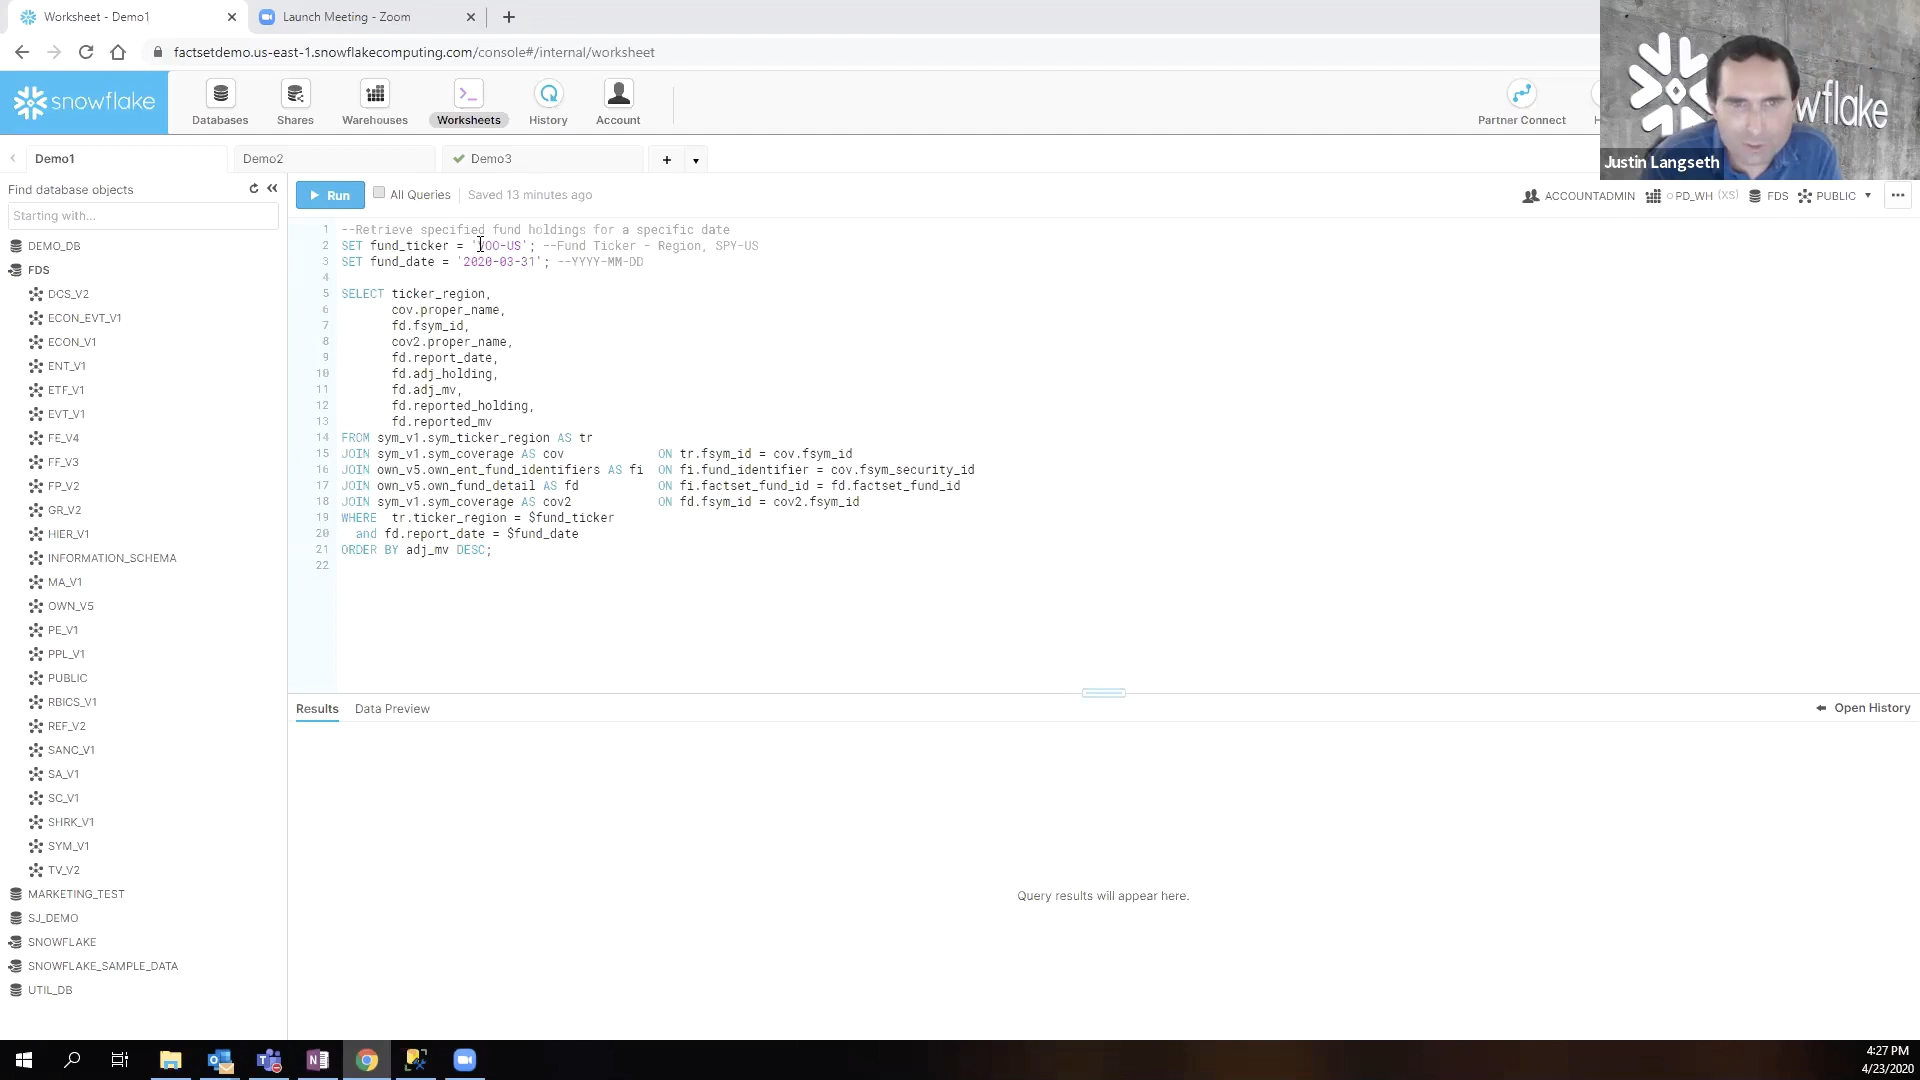 Worksheet - Demo1
Launch Meeting - Zoom
factsetdemo.us-east-1.snowflakecomputing.com/console#/internal/worksheet
snowflake
Databases
Shares
Warehouses
Worksheets
History
Account
Partner Connect
wflake
Justin Langseth
Demo1
Demo2
Demo3
Find database objects
Starting with...
DEMO_DB
FDS
DCS_V2
ECON_EVT_V1
ECON_V1
ENT_V1
ETF_V1
EVT_V1
FE_V4
FF_V3
FP_V2
GR_V2
HIER_V1
INFORMATION_SCHEMA
MA_V1
OWN_V5
PE_V1
PPL_V1
PUBLIC
RBICS_V1
REF_V2
SANC_V1
SA_V1
SC_V1
SHRK_V1
SYM_V1
TV_V2
MARKETING_TEST
SJ_DEMO
SNOWFLAKE
SNOWFLAKE_SAMPLE_DATA
UTIL_DB
Run All Queries Saved 13 minutes ago
ACCOUNTADMIN PD_WH (XS) FDS PUBLIC
1 --Retrieve specified fund holdings for a specific date
2 SET fund_ticker = 'VOO-US'; --Fund Ticker - Region, SPY-US
3 SET fund_date = '2020-03-31'; --YYYY-MM-DD
4
5 SELECT ticker_region,
6 cov.proper_name,
7 fd.fsym_id,
8 cov2.proper_name,
9 fd.report_date,
10 fd.adj_holding,
11 fd.adj_mv,
12 fd.reported_holding,
13 fd.reported_mv
14 FROM sym_v1.sym_ticker_region AS tr
15 JOIN sym_v1.sym_coverage AS cov ON tr.fsym_id = cov.fsym_id
16 JOIN own_v5.own_ent_fund_identifiers AS fi ON fi.fund_identifier = cov.fsym_security_id
17 JOIN own_v5.own_fund_detail AS fd ON fi.factset_fund_id = fd.factset_fund_id
18 JOIN sym_v1.sym_coverage AS cov2 ON fd.fsym_id = cov2.fsym_id
19 WHERE tr.ticker_region = $fund_ticker
20 and fd.report_date = $fund_date
21 ORDER BY adj_mv DESC;
22
Results
Data Preview
Open History
Query results will appear here.
4:27 PM
4/23/2020